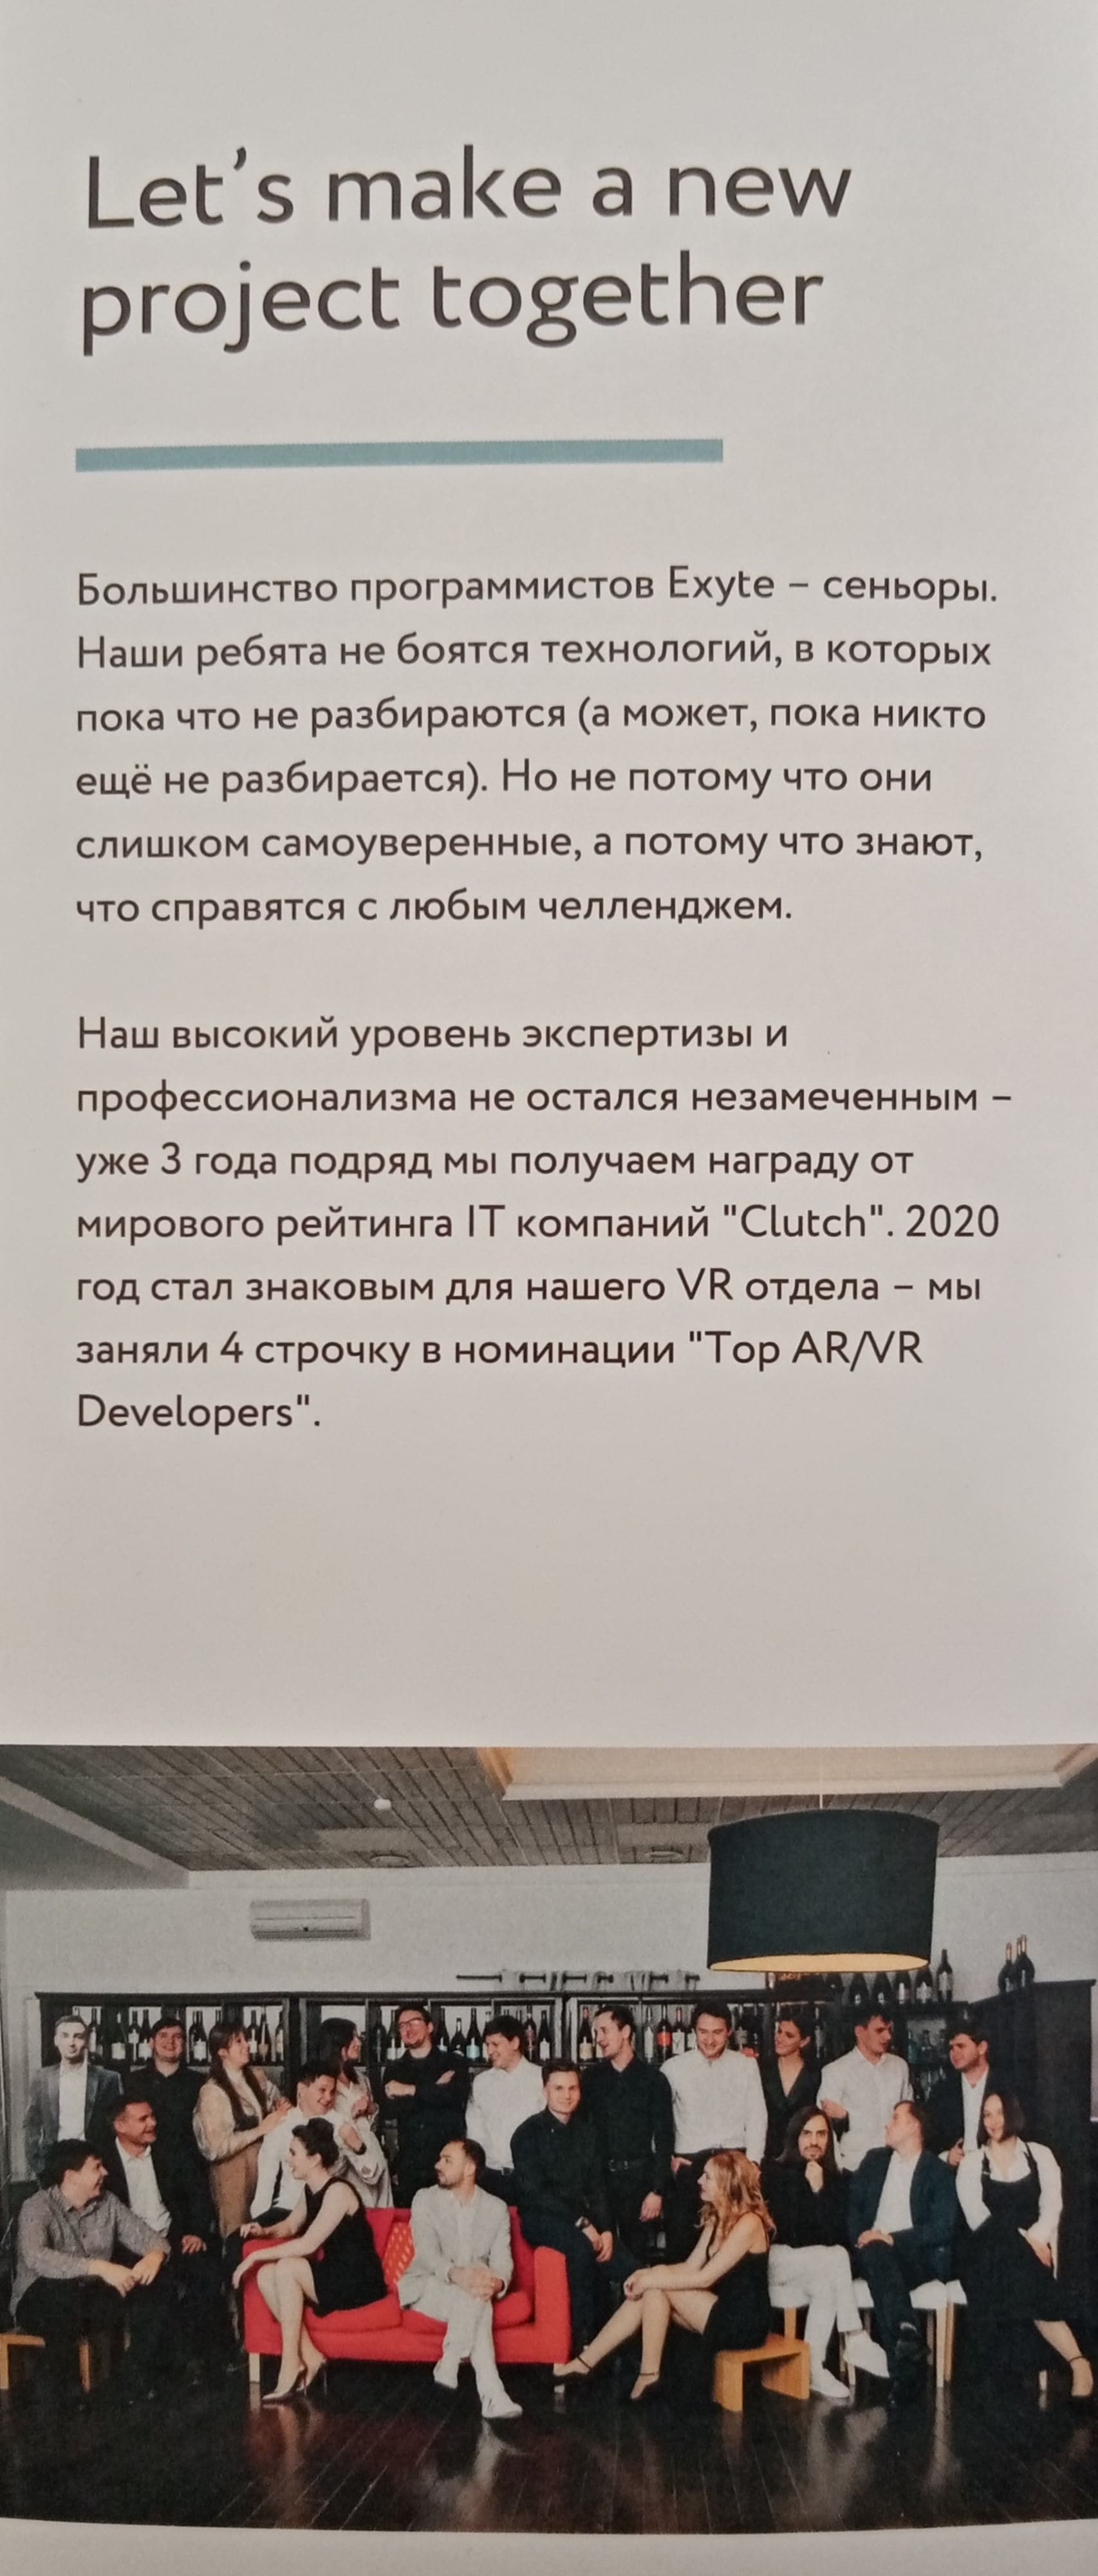 Let’s make a new
project together
Большинство программистов Exyte – сеньоры.
Наши ребята не боятся технологий, в которых
пока что не разбираются (а может, пока никто
ещё не разбирается). Но не потому что они
слишком самоуверенные, а потому что знают,
что справятся с любым челленджем.
Наш высокий уровень экспертизы и
профессионализма не остался незамеченным –
уже 3 года подряд мы получаем награду от
мирового рейтинга IT компаний "Clutch". 2020
год стал знаковым для нашего VR отдела – мы
заняли 4 строчку в номинации "Top AR/VR
Developers".